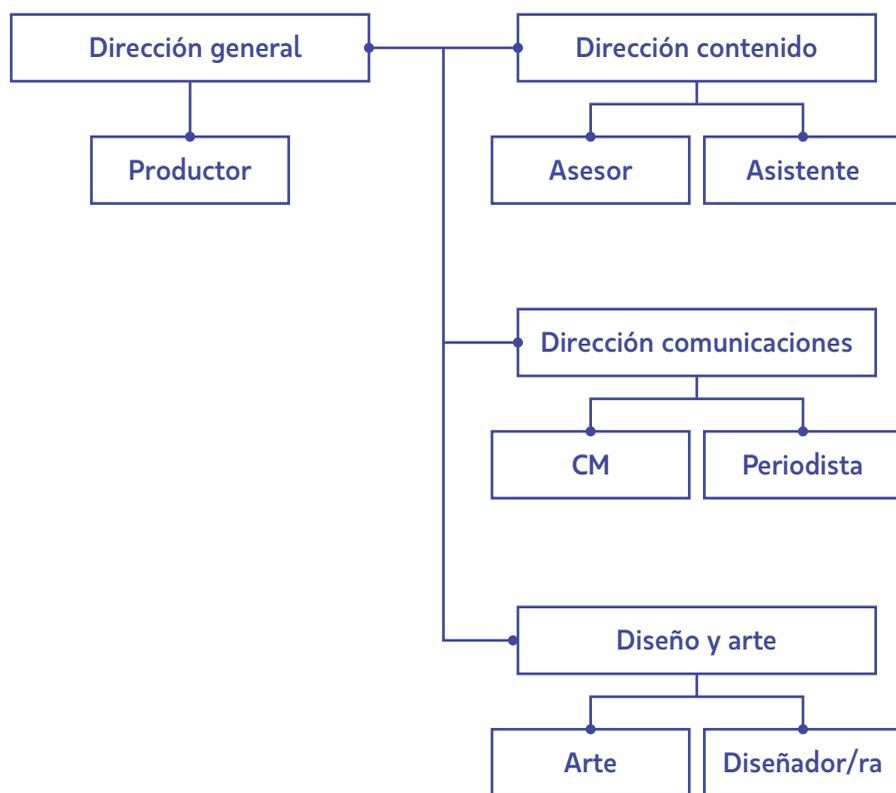 Dirección general
Productor
Dirección contenido
Asesor
Asistente
Dirección comunicaciones
CM
Periodista
Diseño y arte
Arte
Diseñador/ra